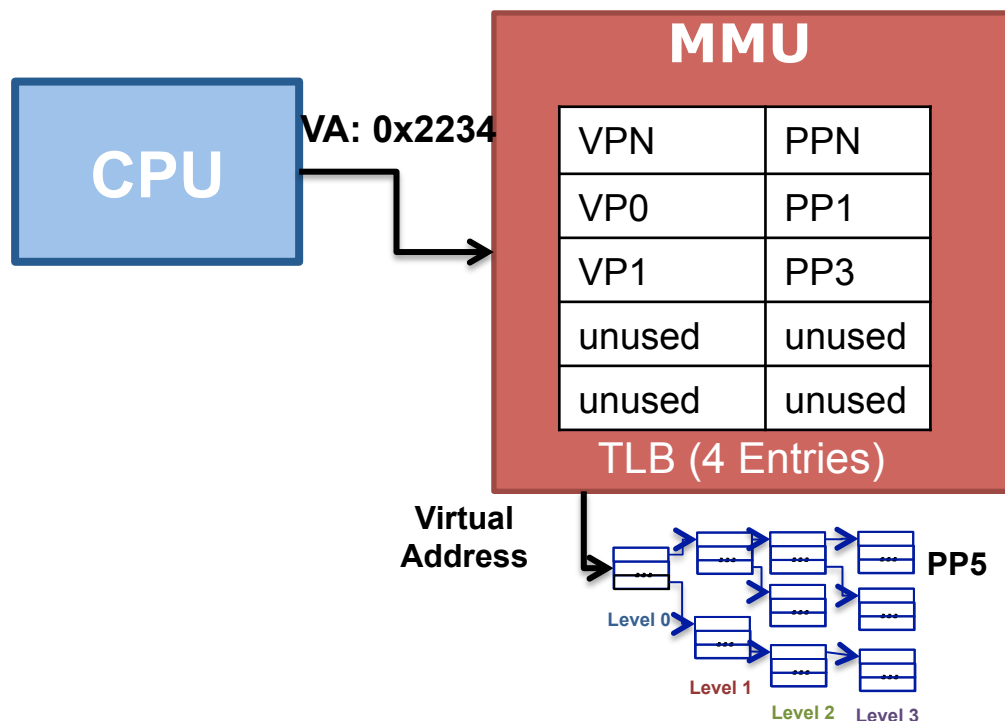 MMU
CPU
VA: 0x2234
VPN PPN
VP0 PP1
VP1 PP3
unused unused
unused unused
TLB (4 Entries)
Virtual
Address
...
...
...
...
PP5
...
...
Level 0
...
...
...
Level 1
Level 2
Level 3